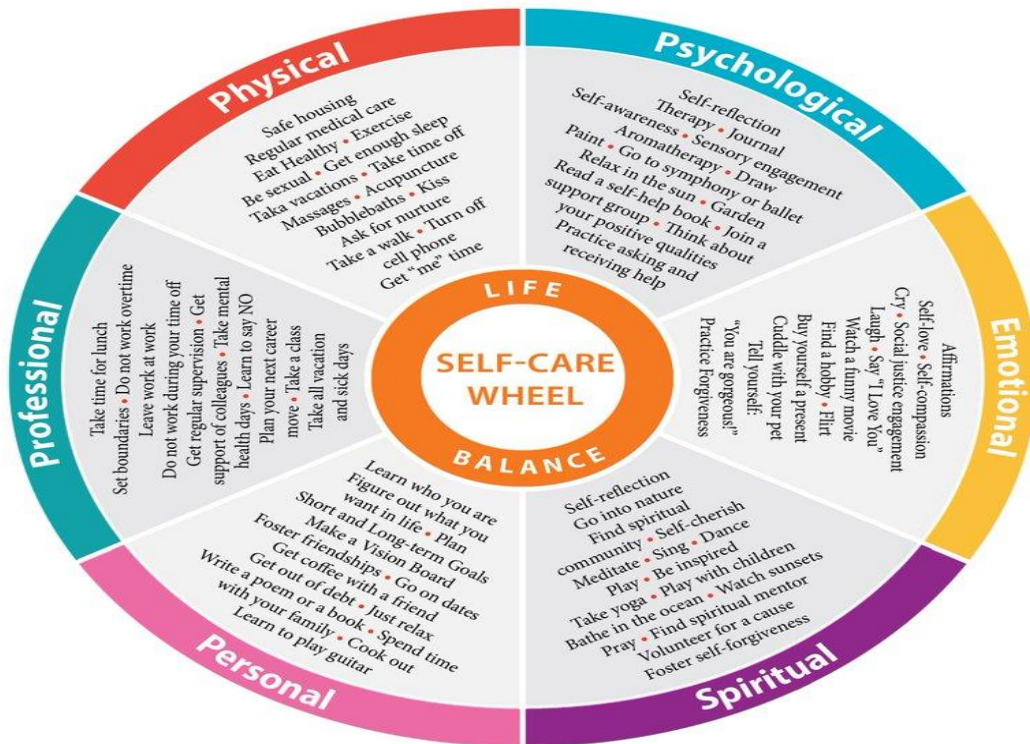 Physical
Safe housing
Regular medical care
Eat Healthy • Exercise
Be sexual • Get enough sleep
Taka vacations • Take time off
Massages • Acupuncture
Bubblebaths • Kiss
Ask for nurture
Take a walk • Turn off
cell phone
Get “me” time
Psychological
Self-reflection
Therapy • Journal
Self-awareness • Sensory engagement
Aromatherapy • Draw
Paint • Go to symphony or ballet
Relax in the sun • Garden
Read a self-help book • Join a
support group • Think about
your positive qualities
Practice asking and
receiving help
Emotional
Affirmations
Self-love • Self-compassion
Cry • Social justice engagement
Laugh • Say “I Love You”
Watch a funny movie
Find a hobby • Flirt
Buy yourself a present
Cuddle with your pet
Tell yourself:
“You are gorgeous!”
Practice Forgiveness
Spiritual
Self-reflection
Go into nature
Find spiritual
community • Self-cherish
Meditate • Sing • Dance
Play • Be inspired
Take yoga • Play with children
Bathe in the ocean • Watch sunsets
Pray • Find spiritual mentor
Volunteer for a cause
Foster self-forgiveness
Personal
Learn who you are
Figure out what you
want in life • Plan
Short and Long-term Goals
Make a Vision Board
Foster friendships • Go on dates
Get coffee with a friend
Get out of debt • Just relax
Write a poem or a book • Spend time
with your family • Cook out
Learn to play guitar
Professional
Take time for lunch
Set boundaries • Do not work overtime
Leave work at work
Do not work during your time off
Get regular supervision • Get
support of colleagues • Take mental
health days • Learn to say NO
Plan your next career
move • Take a class
Take all vacation
and sick days
LIFE
SELF-CARE
WHEEL
BALANCE